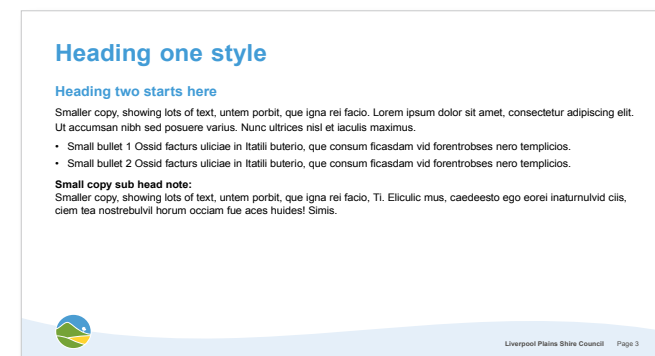 Heading one style
Heading two starts here
Smaller copy, showing lots of text, untem porbit, que igna rei facio. Lorem ipsum dolor sit amet, consectetur adipiscing elit.
Ut accumsan nibh sed posuere varius. Nunc ultrices nisl et iaculis maximus.
• Small bullet 1 Ossid facturs uliciae in Itatili buterio, que consum ficasdam vid forentrobses nero templicios.
• Small bullet 2 Ossid facturs uliciae in Itatili buterio, que consum ficasdam vid forentrobses nero templicios.
Small copy sub head note:
Smaller copy, showing lots of text, untem porbit, que igna rei facio, Ti. Eliculic mus, caedeesto ego eorei inaturnulvid ciis,
ciem tea nostrebulvil horum occiam fue aces huides! Simis.
Liverpool Plains Shire Council Page 3